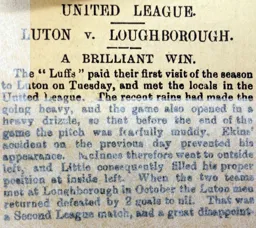 UNITED LEAGUE.
LUTON v. LOUGHBOROUGH.
A BRILLIANT WIN.
The "Luffs" paid their first visit of the season
to Luton on Tuesday, and met the locals in the
United League. The recent rains had made the
going heavy, and the game also opened in a
heavy drizzle, so that before the end of the
game the pitch was fearfully muddy. Ekins'
accident on the previous day prevented his
appearance. McInnes therefore went to outside
left, and Little consequently filled his proper
position at inside left. When the two teams
met at Loughborough in October the Luton men
returned defeated by 2 goals to nil. That was
a Second League match, and a great disappoint-